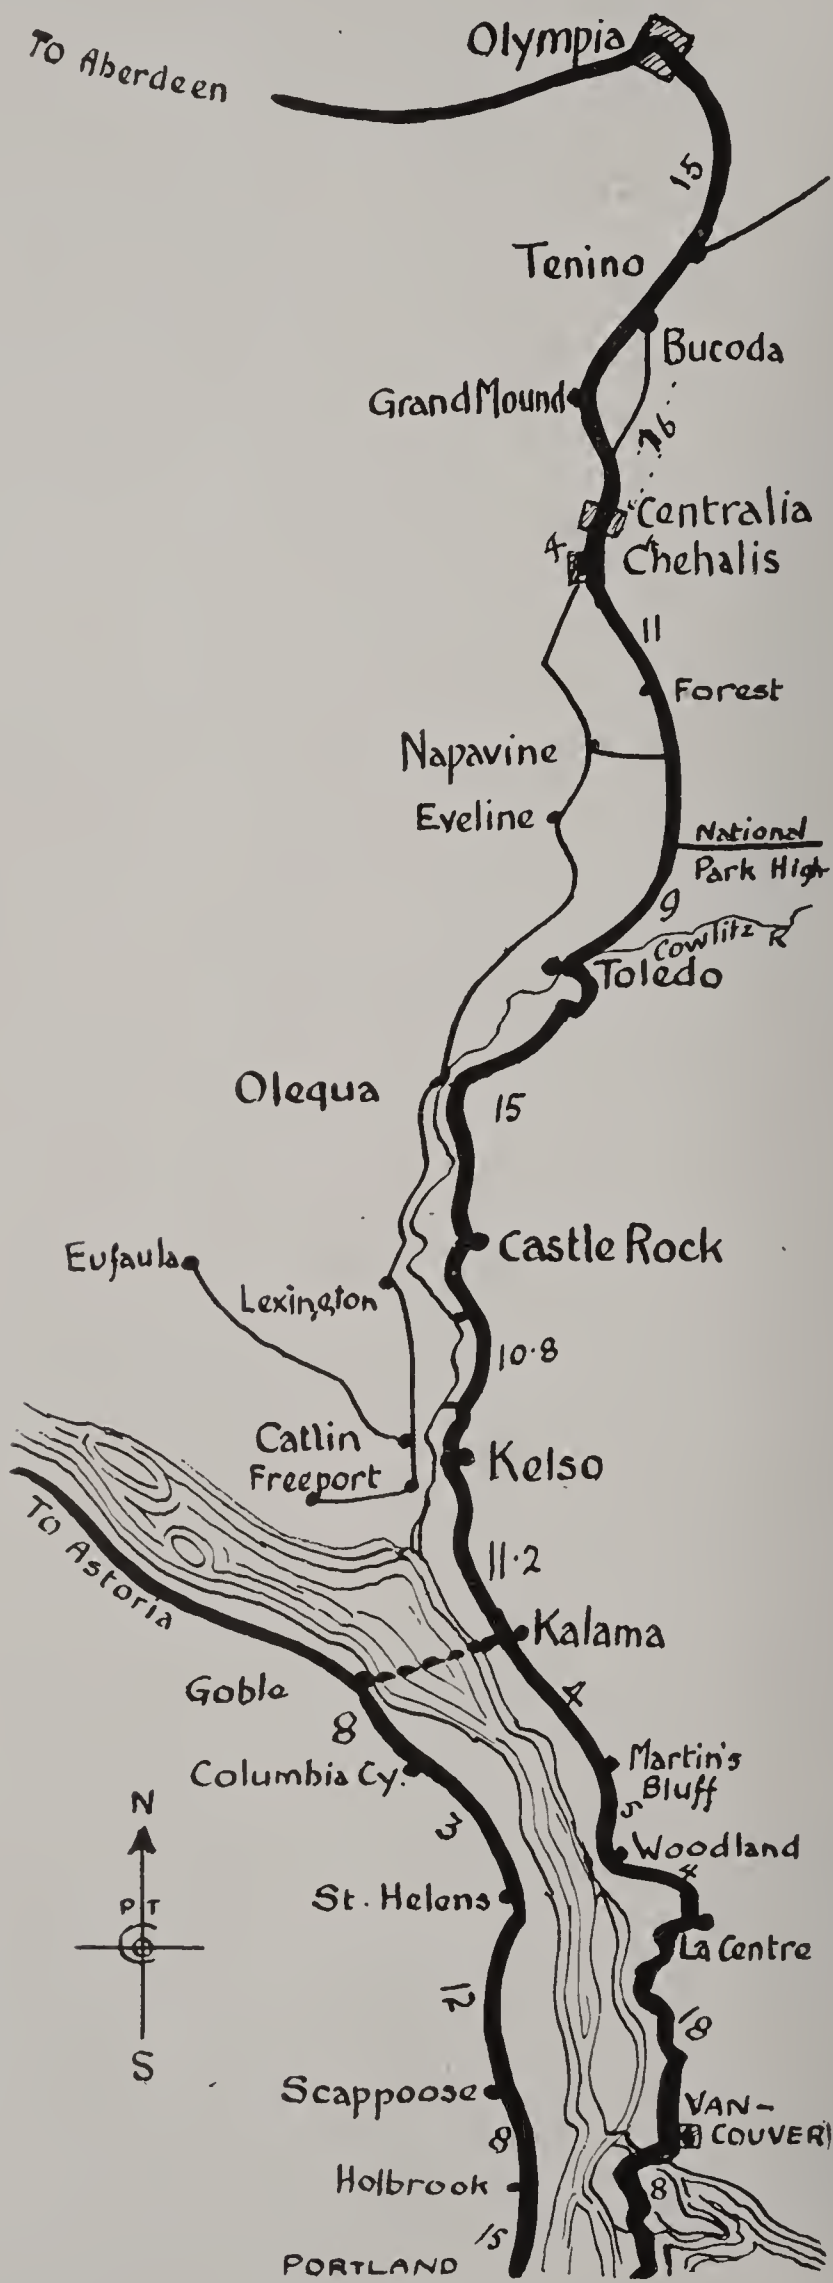 Olympia
To Aberdeen
15
Tenino
Bucoda
Grand Mound
16
Centralia
4
Chehalis
11
Forest
Napavine
Eveline
National
Park High
9
Cowlitz R
Toledo
Olequa
15
Castle Rock
Eufaula
Lexington
10.8
Catlin
Freeport
Kelso
To Astoria
11.2
Kalama
Goble
4
8
Martin's
Bluff
Columbia Cy.
5
N
3
Woodland
4
P T
St. Helens
La Centre
12
18
S
Scappoose
VAN-
COUVER
8
Holbrook
8
15
PORTLAND